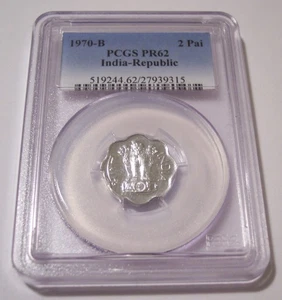 1970-B 2 Pai
PCGS PR62
India-Republic
519244.62/27939315